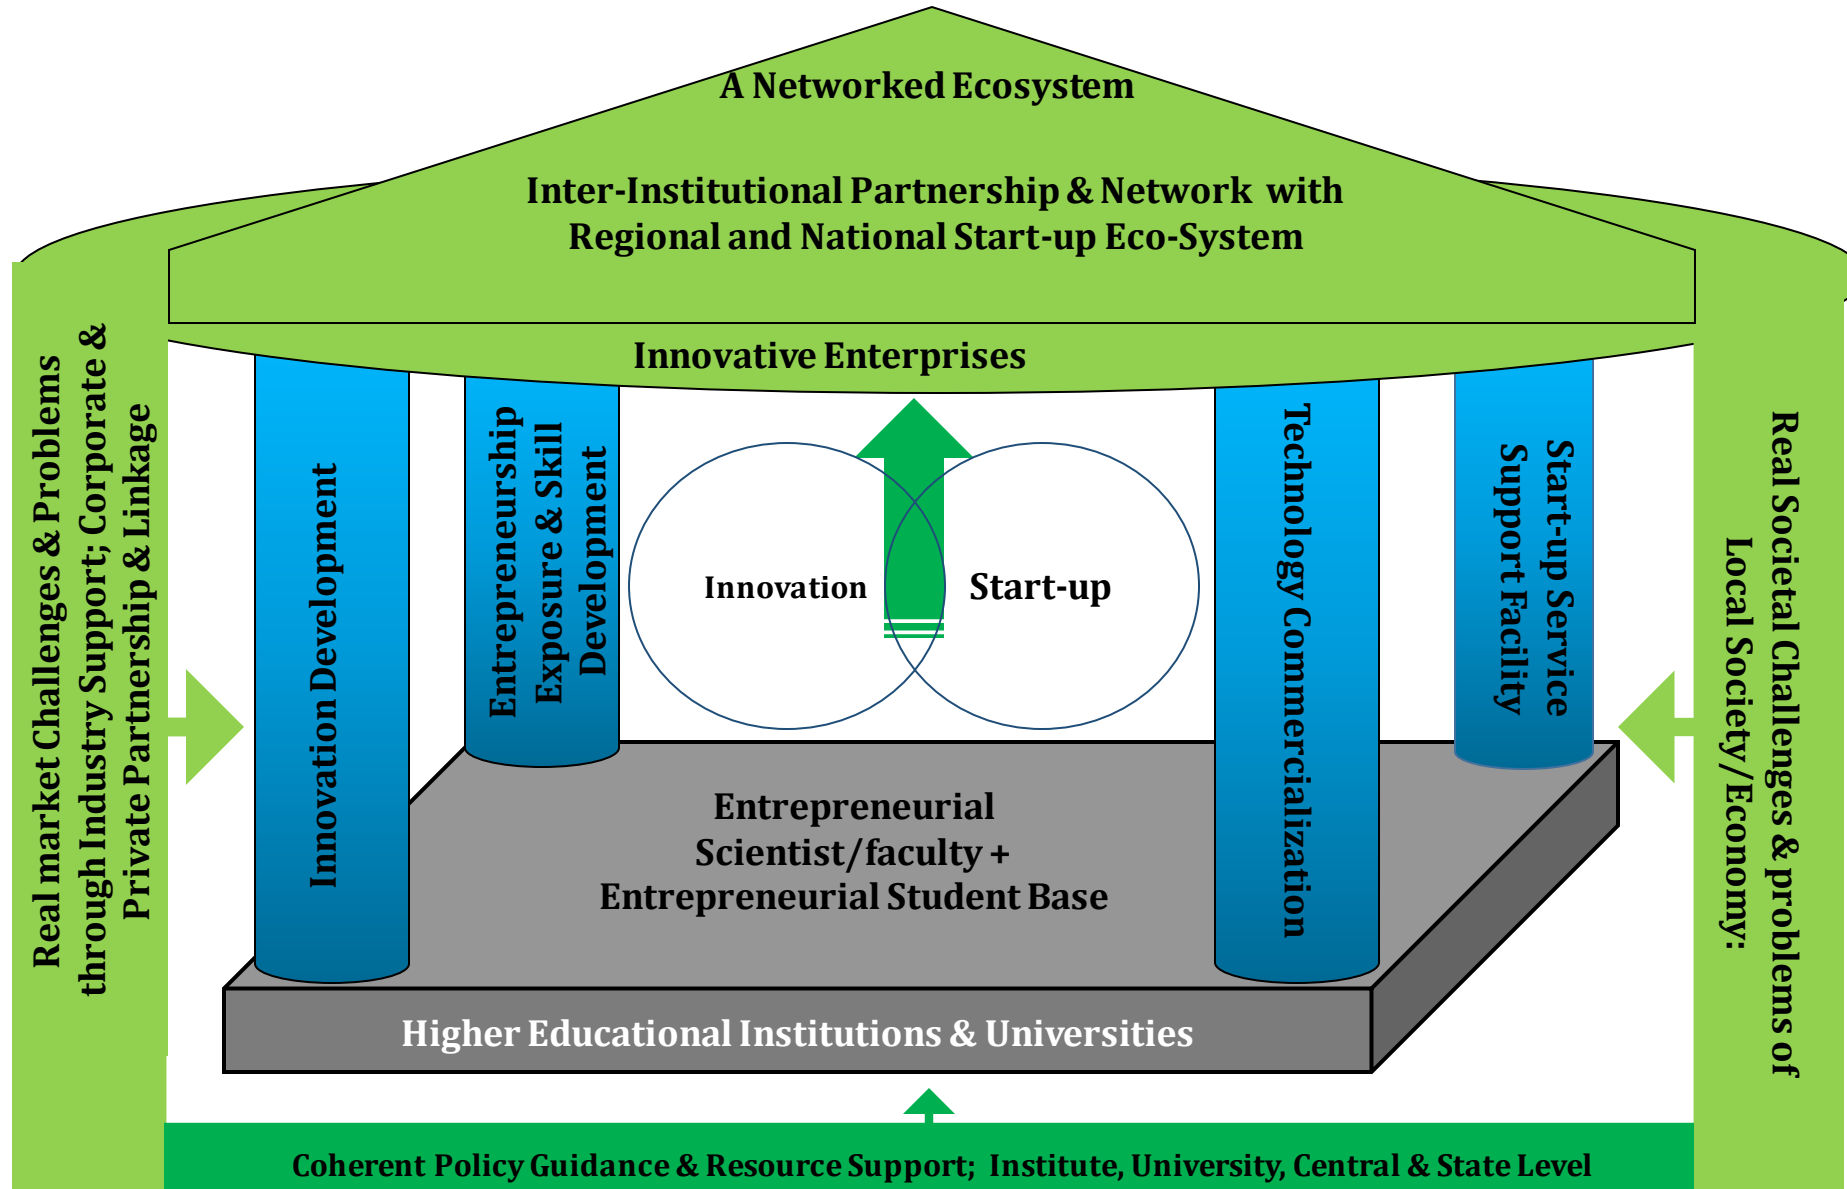 A Networked Ecosystem
Inter-Institutional Partnership & Network with
Regional and National Start-up Eco-System
Innovative Enterprises
Real market Challenges & Problems
through Industry Support; Corporate &
Private Partnership & Linkage
Innovation Development
Entrepreneurship
Exposure & Skill
Development
Innovation
Start-up
Technology Commercialization
Start-up Service
Support Facility
Real Societal Challenges & problems of
Local Society/Economy:
Entrepreneurial
Scientist/faculty +
Entrepreneurial Student Base
Higher Educational Institutions & Universities
Coherent Policy Guidance & Resource Support; Institute, University, Central & State Level